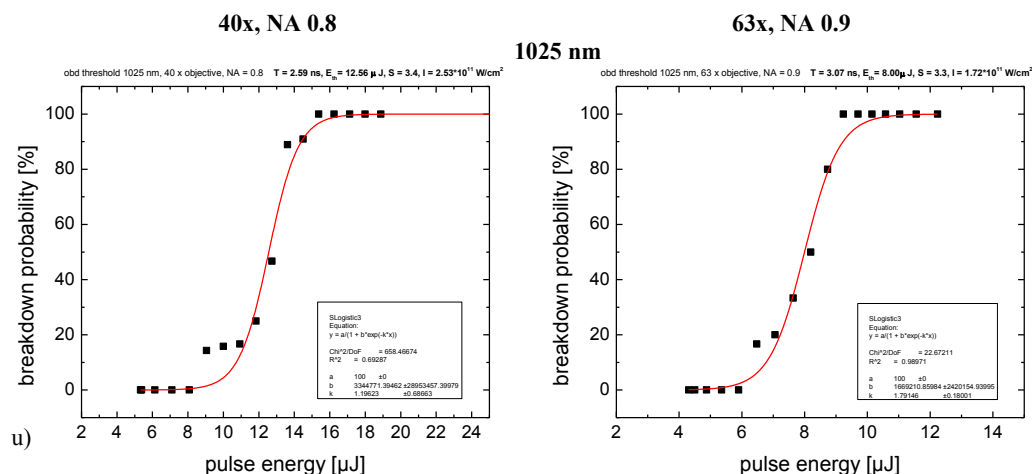 40x, NA 0.8
63x, NA 0.9
1025 nm
obd threshold 1025 nm, 40 x objective, NA = 0.8 T = 2.59 ns, E_th = 12.56 µ J, S = 3.4, I = 2.53*10^11 W/cm^2
breakdown probability [%]
100
80
60
40
20
0
SLogistic3
Equation:
y = a/(1 + b*exp(-k*x))
Chi^2/DoF = 658.46674
R^2 = 0.69287
a 100 ±0
b 3344771.39462 ±28953457.39979
k 1.19623 ±0.68663
2 4 6 8 10 12 14 16 18 20 22 24
pulse energy [µJ]
u)
obd threshold 1025 nm, 63 x objective, NA = 0.9 T = 3.07 ns, E_th = 8.00µ J, S = 3.3, I = 1.72*10^11 W/cm^2
breakdown probability [%]
100
80
60
40
20
0
SLogistic3
Equation:
y = a/(1 + b*exp(-k*x))
Chi^2/DoF = 22.67211
R^2 = 0.98971
a 100 ±0
b 1669210.85984 ±2420154.93995
k 1.79146 ±0.18001
2 4 6 8 10 12 14
pulse energy [µJ]